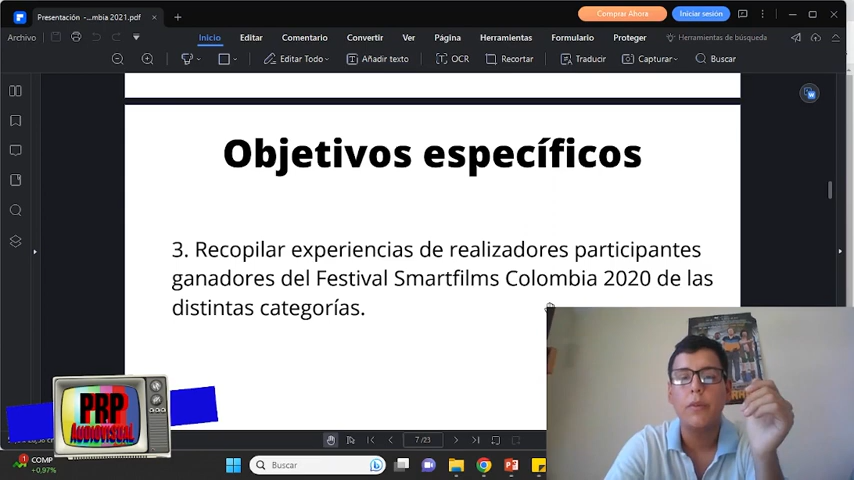 Presentación -...mbia 2021.pdf
Comprar Ahora
Iniciar sesión
Archivo
Inicio
Editar
Comentario
Convertir
Ver
Página
Herramientas
Formulario
Proteger
Herramientas de búsqueda
Editar Todo
Añadir texto
OCR
Recortar
Traducir
Capturar
Buscar
Objetivos específicos
3. Recopilar experiencias de realizadores participantes
ganadores del Festival Smartfilms Colombia 2020 de las
distintas categorías.
PRP
AUDIOVISUAL
7/23
COMP
+0,97%
Buscar